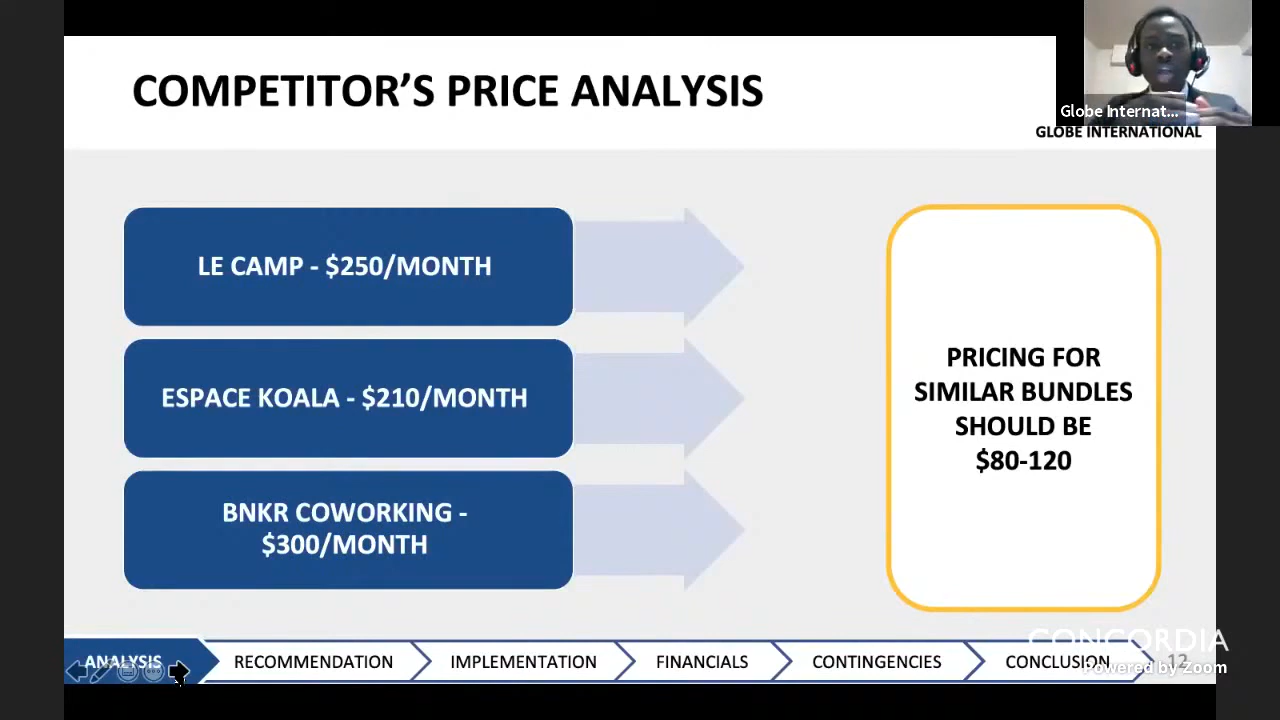 COMPETITOR'S PRICE ANALYSIS
Globe Internat...
GLOBE INTERNATIONAL
LE CAMP - $250/MONTH
ESPACE KOALA - $210/MONTH
BNKR COWORKING -
$300/MONTH
PRICING FOR
SIMILAR BUNDLES
SHOULD BE
$80-120
ANALYSIS
RECOMMENDATION
IMPLEMENTATION
FINANCIALS
CONTINGENCIES
CONCLUSION
12
CONCORDIA
Powered by Zoom